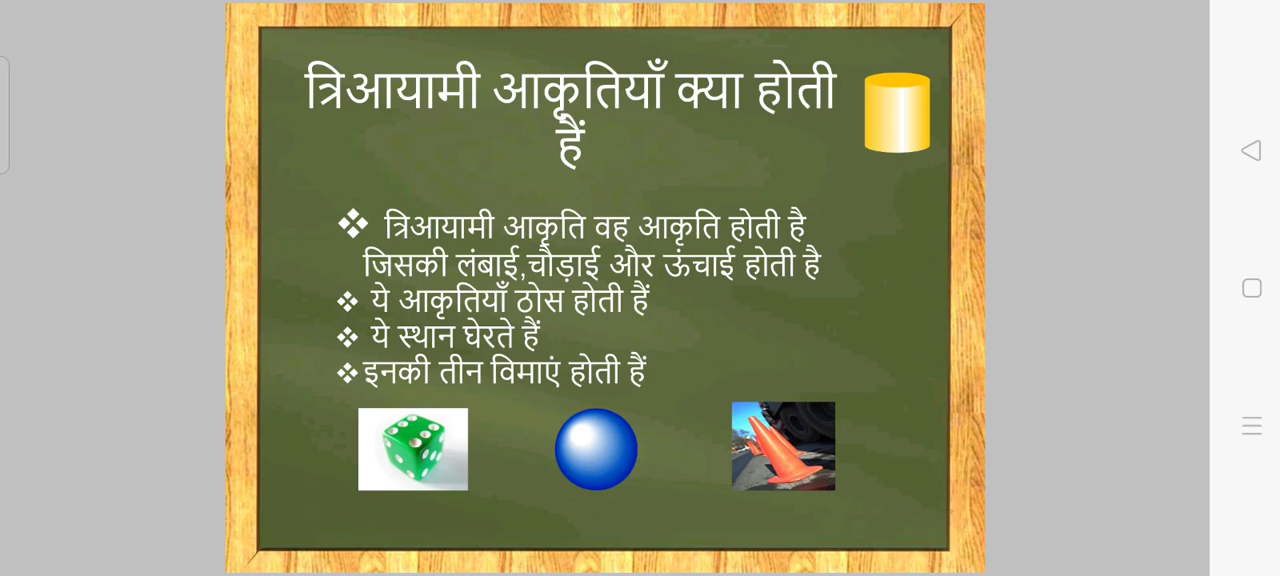 त्रिआयामी आकृतियाँ क्या होती
हैं
❖ त्रिआयामी आकृति वह आकृति होती है
जिसकी लंबाई,चौड़ाई और ऊंचाई होती है
❖ ये आकृतियाँ ठोस होती हैं
❖ ये स्थान घेरते हैं
❖इनकी तीन विमाएं होती हैं